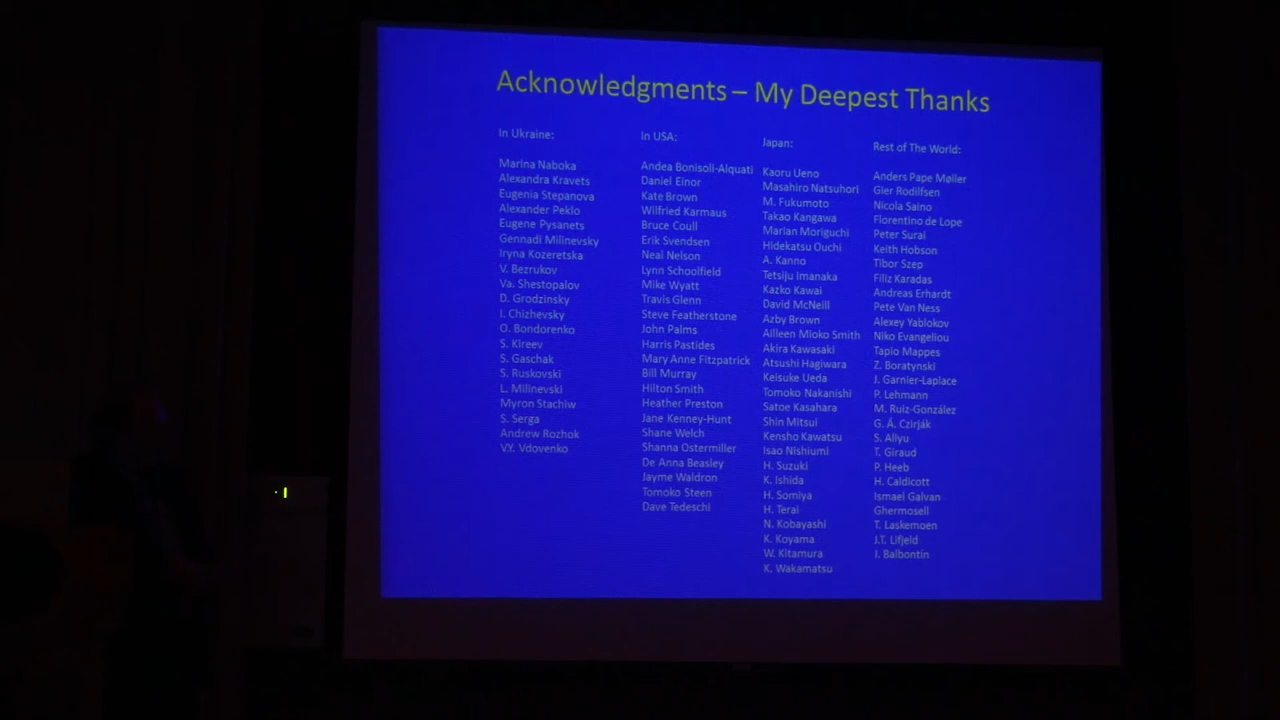 Acknowledgments – My Deepest Thanks
In Ukraine:
Marina Naboka
Alexandra Kravets
Eugenia Stepanova
Alexander Peklo
Eugene Pysanets
Gennadi Milinevsky
Iryna Kozeretska
V. Bezrukov
Va. Shestopalov
D. Grodzinsky
I. Chizhevsky
O. Bondorenko
S. Kireev
S. Gaschak
S. Ruskovski
L. Milinevski
Myron Stachiw
S. Serga
Andrew Rozhok
V.Y. Vdovenko
In USA:
Andea Bonisoli-Alquati
Daniel Einor
Kate Brown
Wilfried Karmaus
Bruce Coull
Erik Svendsen
Neal Nelson
Lynn Schoolfield
Mike Wyatt
Travis Glenn
Steve Featherstone
John Palms
Harris Pastides
Mary Anne Fitzpatrick
Bill Murray
Hilton Smith
Heather Preston
Jane Kenney-Hunt
Shane Welch
Shanna Ostermiller
De Anna Beasley
Jayme Waldron
Tomoko Steen
Dave Tedeschi
Japan:
Kaoru Ueno
Masahiro Natsuhori
M. Fukumoto
Takao Kangawa
Marian Moriguchi
Hidekatsu Ouchi
A. Kanno
Tetsiju Imanaka
Kazko Kawai
David McNeill
Azby Brown
Ailleen Mioko Smith
Akira Kawasaki
Atsushi Hagiwara
Keisuke Ueda
Tomoko Nakanishi
Satoe Kasahara
Shin Mitsui
Kensho Kawatsu
Isao Nishiumi
H. Suzuki
K. Ishida
H. Somiya
H. Terai
N. Kobayashi
K. Koyama
W. Kitamura
K. Wakamatsu
Rest of The World:
Anders Pape Møller
Gier Rodilfsen
Nicola Saino
Florentino de Lope
Peter Surai
Keith Hobson
Tibor Szep
Filiz Karadas
Andreas Erhardt
Pete Van Ness
Alexey Yablokov
Niko Evangeliou
Tapio Mappes
Z. Boratynski
J. Garnier-Laplace
P. Lehmann
M. Ruiz-González
G. Á. Czirják
S. Aliyu
T. Giraud
P. Heeb
H. Caldicott
Ismael Galvan
Ghermosell
T. Laskemoen
J.T. Lifjeld
J. Balbontin